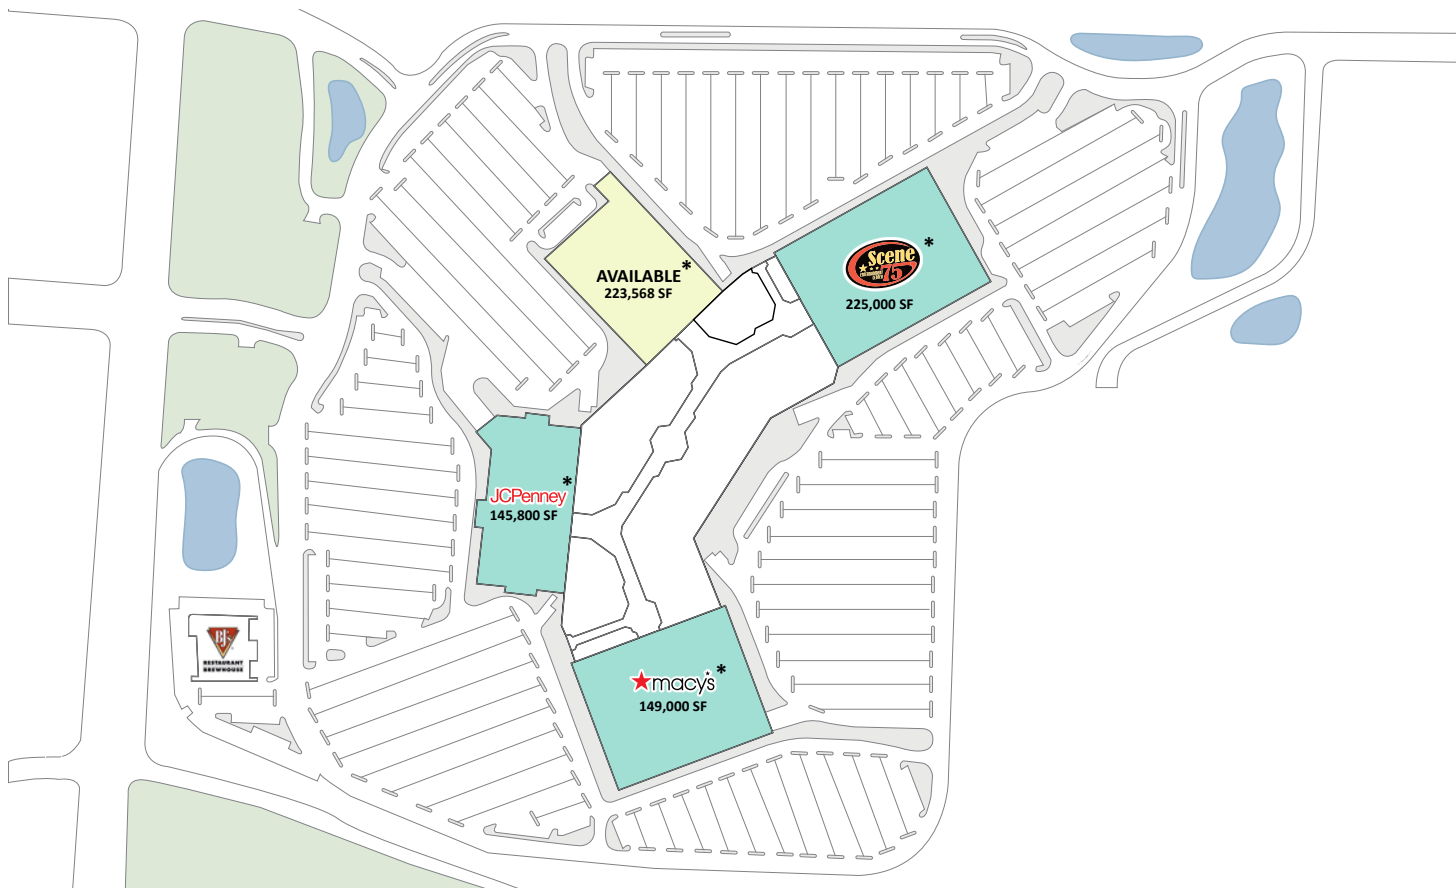 Scene
75
*
225,000 SF
AVAILABLE*
223,568 SF
JCPenney*
145,800 SF
BJ's
RESTAURANT
BREWHOUSE
macy's*
149,000 SF